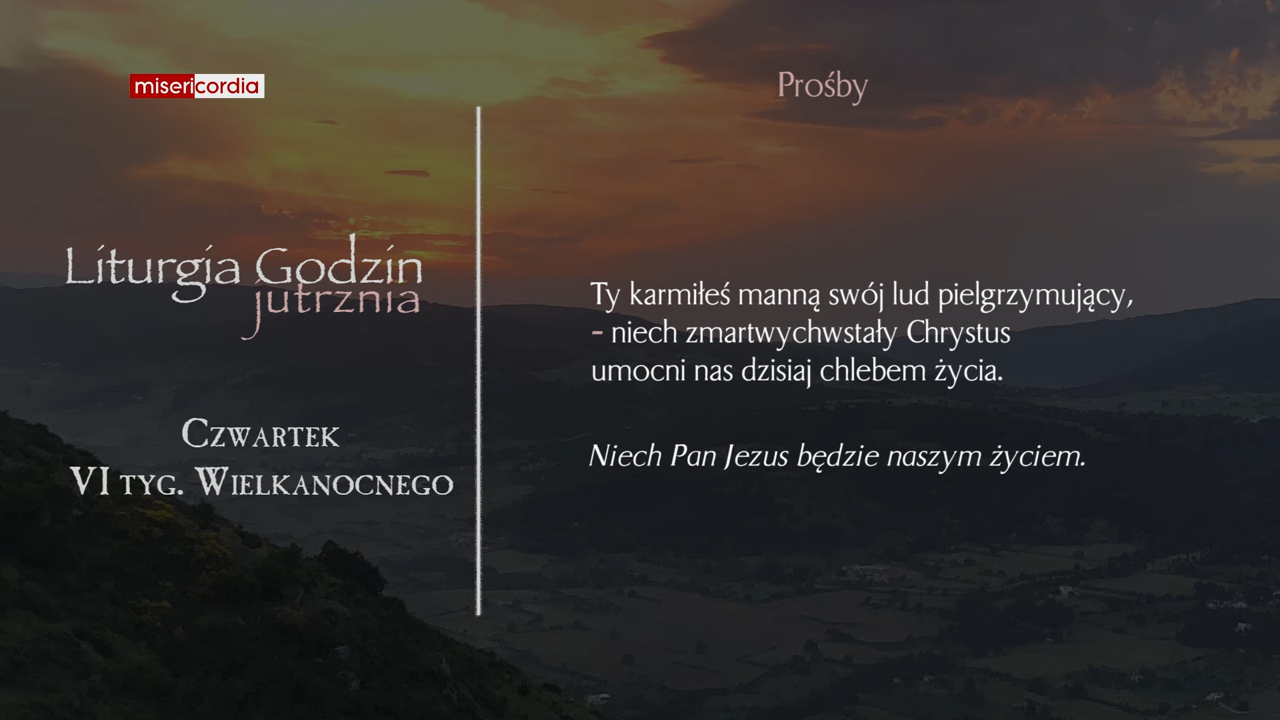 misericordia
Prośby
Liturgia Godzin
jutrznia
Czwartek
VI tyg. Wielkanocnego
Ty karmiłeś manną swój lud pielgrzymujący,
- niech zmartwychwstały Chrystus
umocni nas dzisiaj chlebem życia.
Niech Pan Jezus będzie naszym życiem.